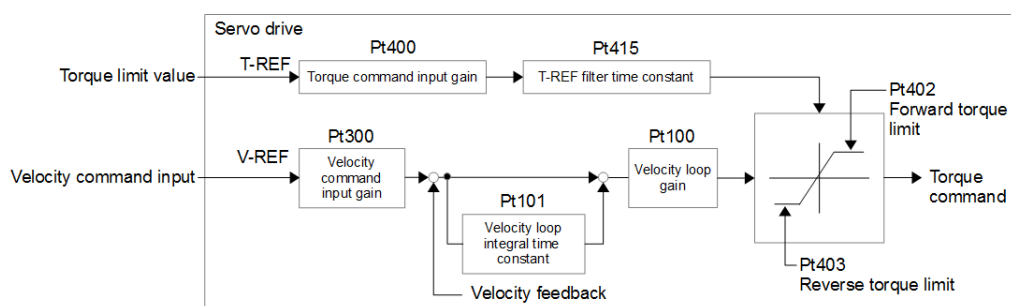 Servo drive
Pt400
Pt415
Torque limit value
T-REF
Torque command input gain
T-REF filter time constant
Pt402
Forward torque
limit
Pt300
Pt100
Velocity command input
V-REF
Velocity
command
input gain
Velocity loop
gain
Torque
command
Pt101
Velocity loop
integral time
constant
Pt403
Reverse torque limit
Velocity feedback